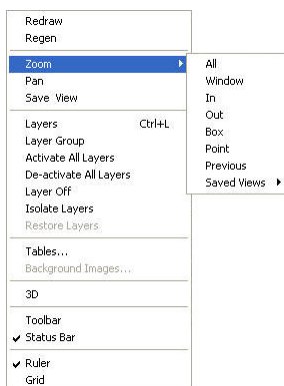 Redraw
Regen
Zoom
Pan
Save View
Layers Ctrl+L
Layer Group
Activate All Layers
De-activate All Layers
Layer Off
Isolate Layers
Restore Layers
Tables...
Background Images...
3D
Toolbar
Status Bar
Ruler
Grid
All
Window
In
Out
Box
Point
Previous
Saved Views